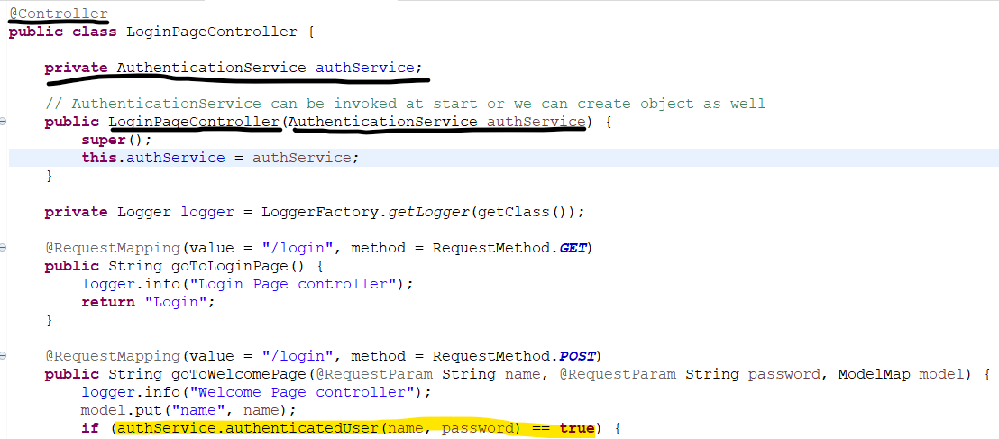 @Controller
public class LoginPageController {
private AuthenticationService authService;
// AuthenticationService can be invoked at start or we can create object as well
public LoginPageController(AuthenticationService authService) {
super();
this.authService = authService;
}
private Logger logger = LoggerFactory.getLogger(getClass());
@RequestMapping(value = "/login", method = RequestMethod.GET)
public String goToLoginPage() {
logger.info("Login Page controller");
return "Login";
}
@RequestMapping(value = "/login", method = RequestMethod.POST)
public String goToWelcomePage(@RequestParam String name, @RequestParam String password, ModelMap model) {
logger.info("Welcome Page controller");
model.put("name", name);
if (authService.authenticatedUser(name, password) == true) {